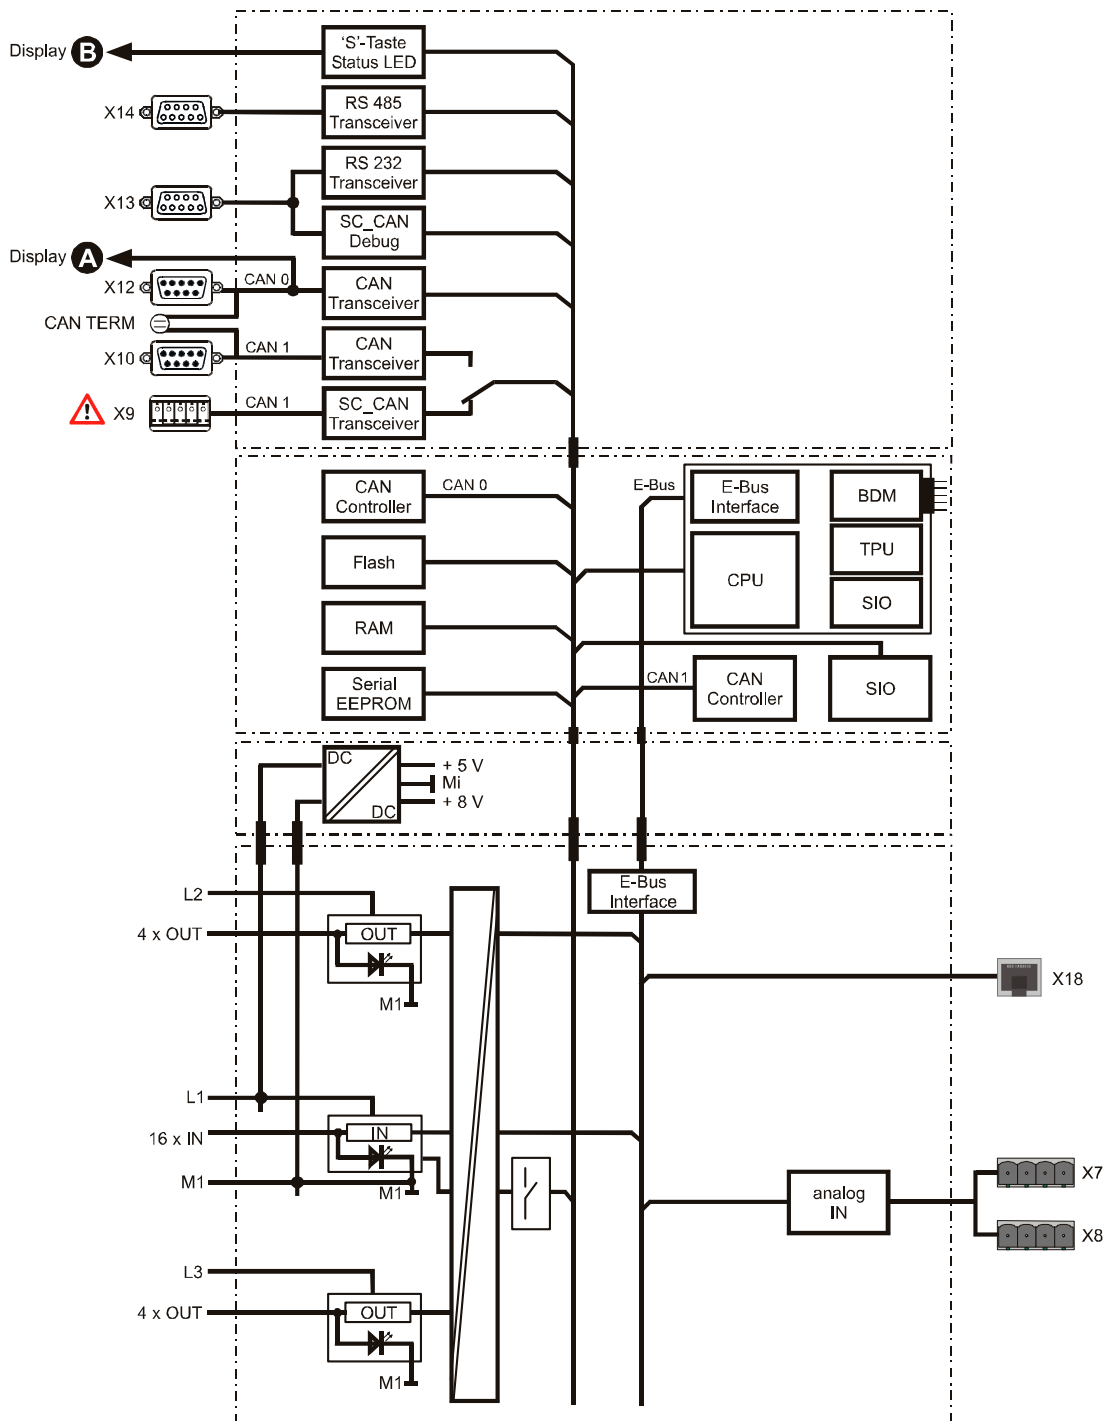 Display B
'S'-Taste
Status LED
X14
RS 485
Transceiver
X13
RS 232
Transceiver
SC_CAN
Debug
Display A
X12
CAN 0
CAN
Transceiver
CAN TERM
X10
CAN 1
CAN
Transceiver
X9
CAN 1
SC_CAN
Transceiver
CAN
Controller
CAN 0
E-Bus
E-Bus
Interface
BDM
Flash
CPU
TPU
SIO
RAM
Serial
EEPROM
CAN 1
CAN
Controller
SIO
DC
DC
+ 5 V
Mi
+ 8 V
E-Bus
Interface
L2
4 x OUT
OUT
M1
X18
L1
16 x IN
IN
M1
M1
analog
IN
X7
X8
L3
4 x OUT
OUT
M1